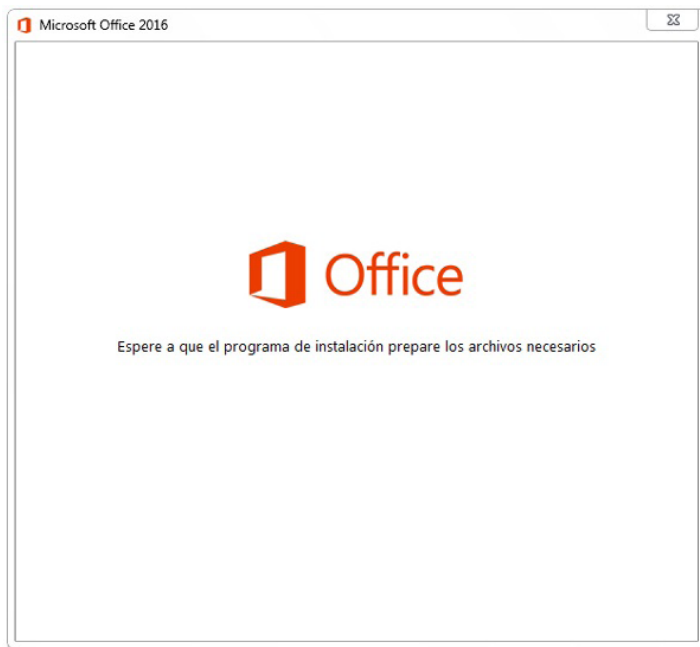 Microsoft Office 2016
Office
Espere a que el programa de instalación prepare los archivos necesarios